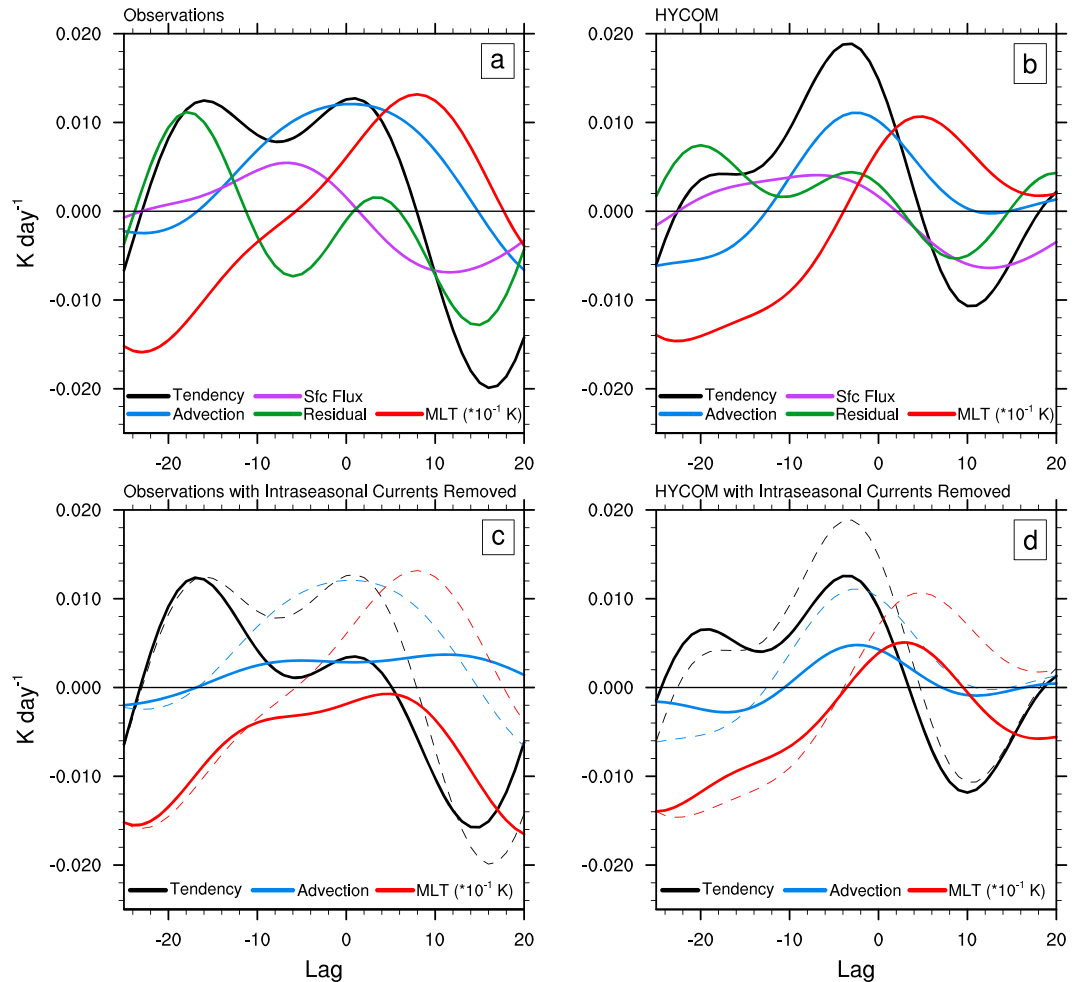 Observations
a
0.020
0.010
0.000
-0.010
-0.020
K day⁻¹
Tendency Sfc Flux
Advection Residual MLT (*10⁻¹ K)
-20 -10 0 10 20
HYCOM
b
0.020
0.010
0.000
-0.010
-0.020
Tendency Sfc Flux
Advection Residual MLT (*10⁻¹ K)
-20 -10 0 10 20
Observations with Intraseasonal Currents Removed
c
0.020
0.010
0.000
-0.010
-0.020
K day⁻¹
Tendency Advection MLT (*10⁻¹ K)
-20 -10 0 10 20
Lag
HYCOM with Intraseasonal Currents Removed
d
0.020
0.010
0.000
-0.010
-0.020
Tendency Advection MLT (*10⁻¹ K)
-20 -10 0 10 20
Lag